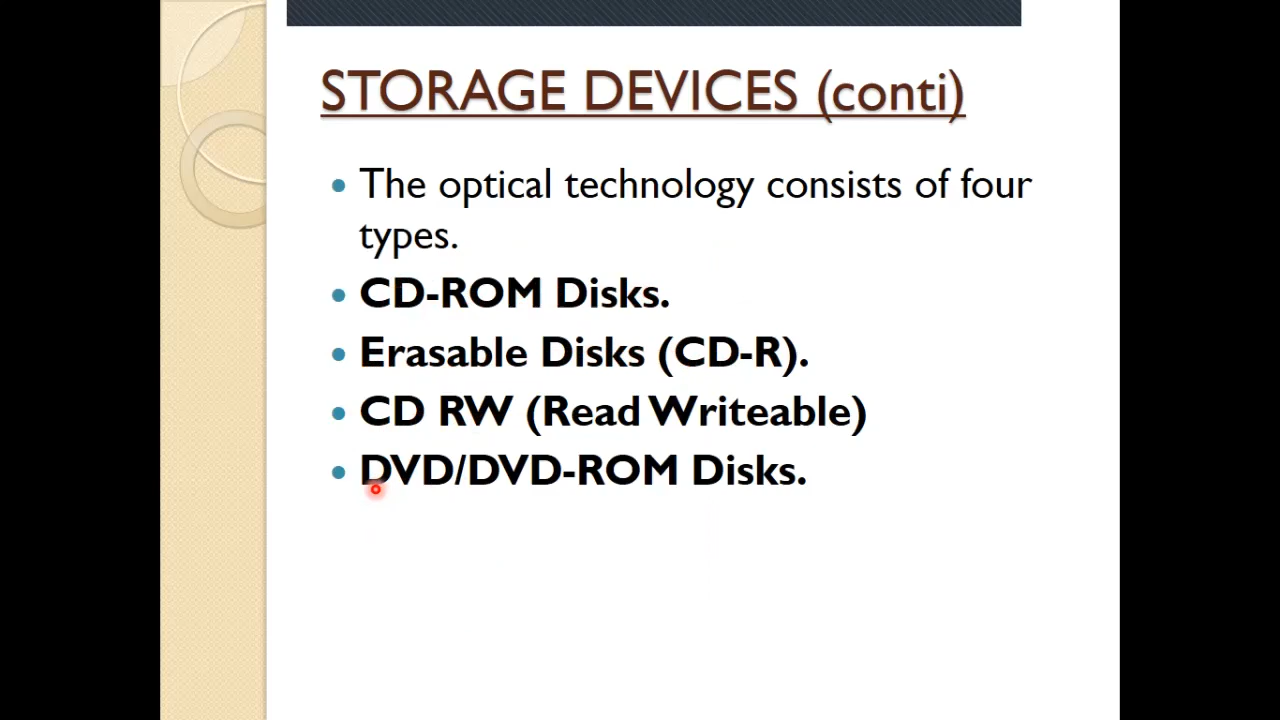 STORAGE DEVICES (conti)
The optical technology consists of four
types.
CD-ROM Disks.
Erasable Disks (CD-R).
CD RW (Read Writeable)
DVD/DVD-ROM Disks.